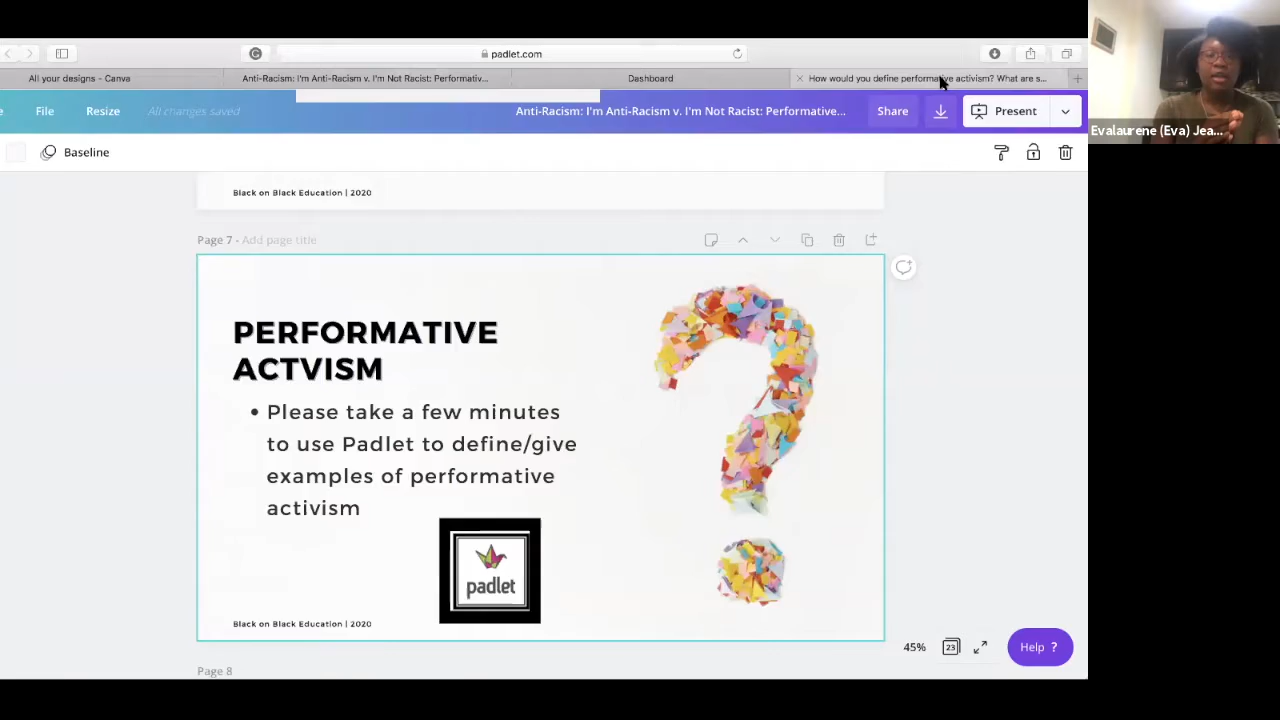 padlet.com
All your designs - Canva
Anti-Racism: I'm Anti-Racism v. I'm Not Racist: Performativ...
Dashboard
How would you define performative activism? What are s...
e
File
Resize
All changes saved
Anti-Racism: I'm Anti-Racism v. I'm Not Racist: Performative...
Share
Present
Baseline
Evalaurene (Eva) Jea...
Black on Black Education | 2020
Page 7 - Add page title
PERFORMATIVE
ACTVISM
• Please take a few minutes
to use Padlet to define/give
examples of performative
activism
padlet
Black on Black Education | 2020
45%
23
Help ?
Page 8